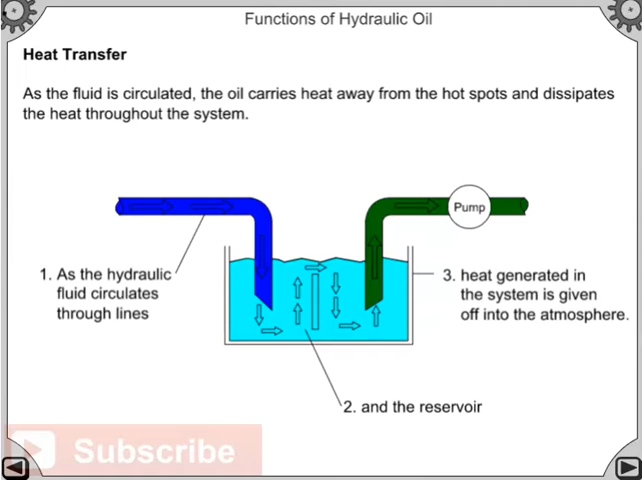 Functions of Hydraulic Oil
Heat Transfer
As the fluid is circulated, the oil carries heat away from the hot spots and dissipates
the heat throughout the system.
Pump
1. As the hydraulic
fluid circulates
through lines
3. heat generated in
the system is given
off into the atmosphere.
2. and the reservoir
Subscribe